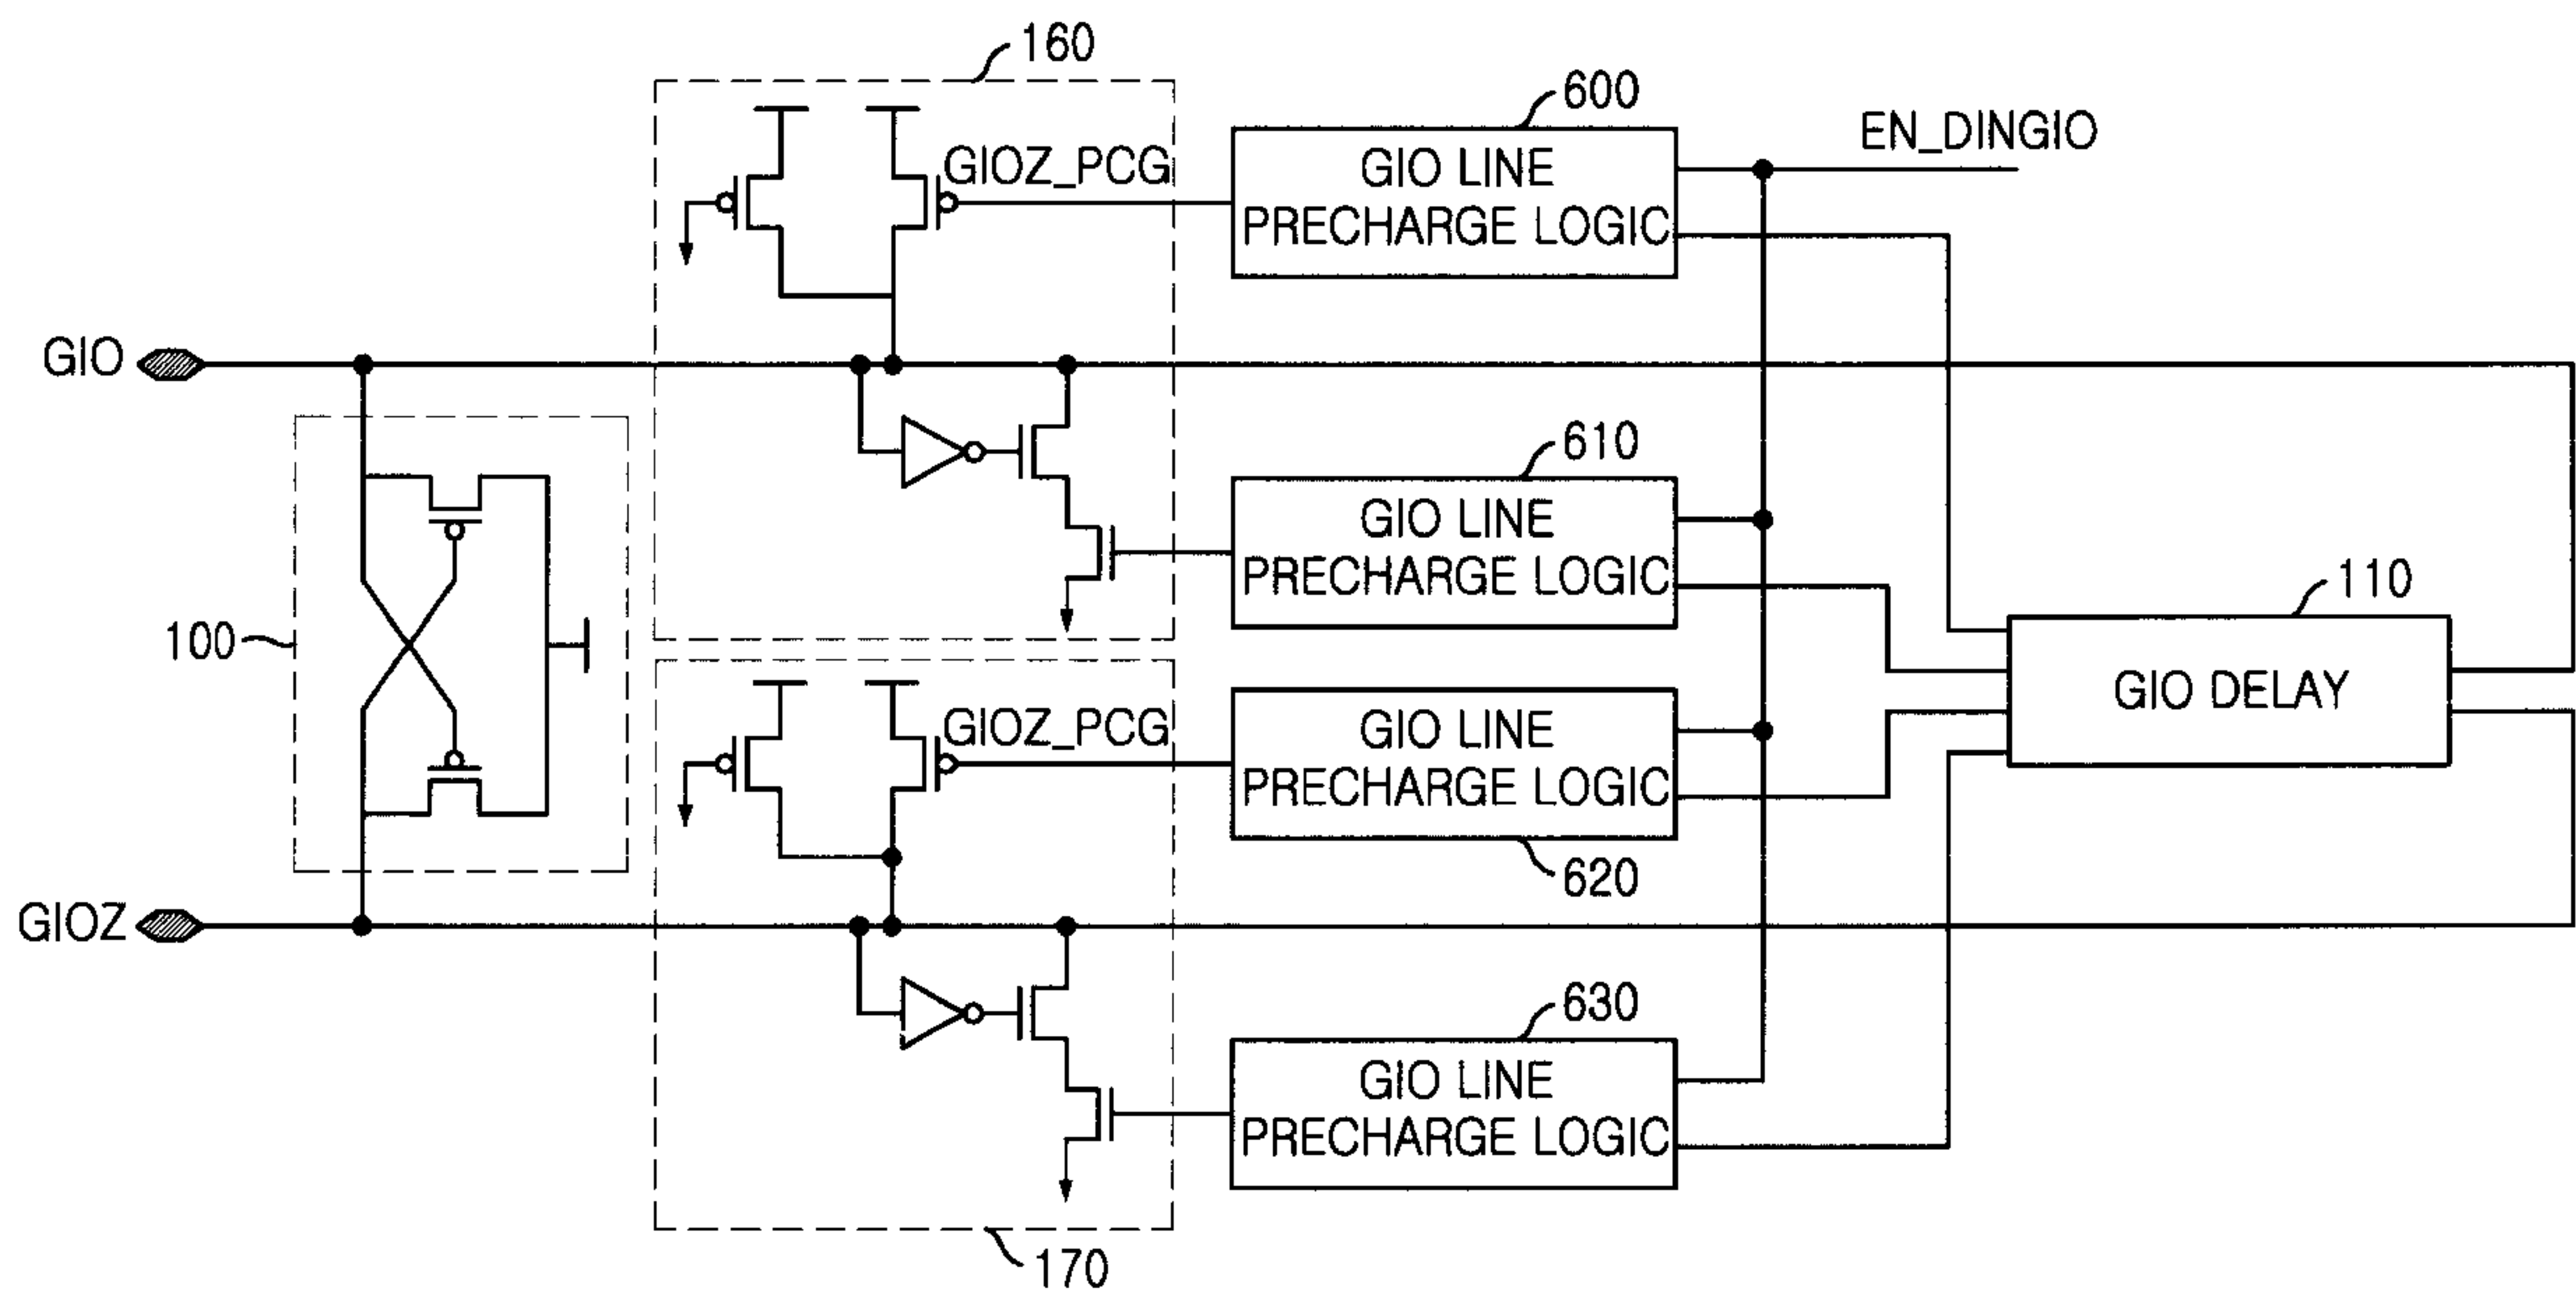 160
600
EN_DINGIO
GIOZ_PCG
GIO LINE
PRECHARGE LOGIC
GIO
610
GIO LINE
PRECHARGE LOGIC
110
100
GIO DELAY
GIOZ_PCG
GIO LINE
PRECHARGE LOGIC
620
GIOZ
630
GIO LINE
PRECHARGE LOGIC
170